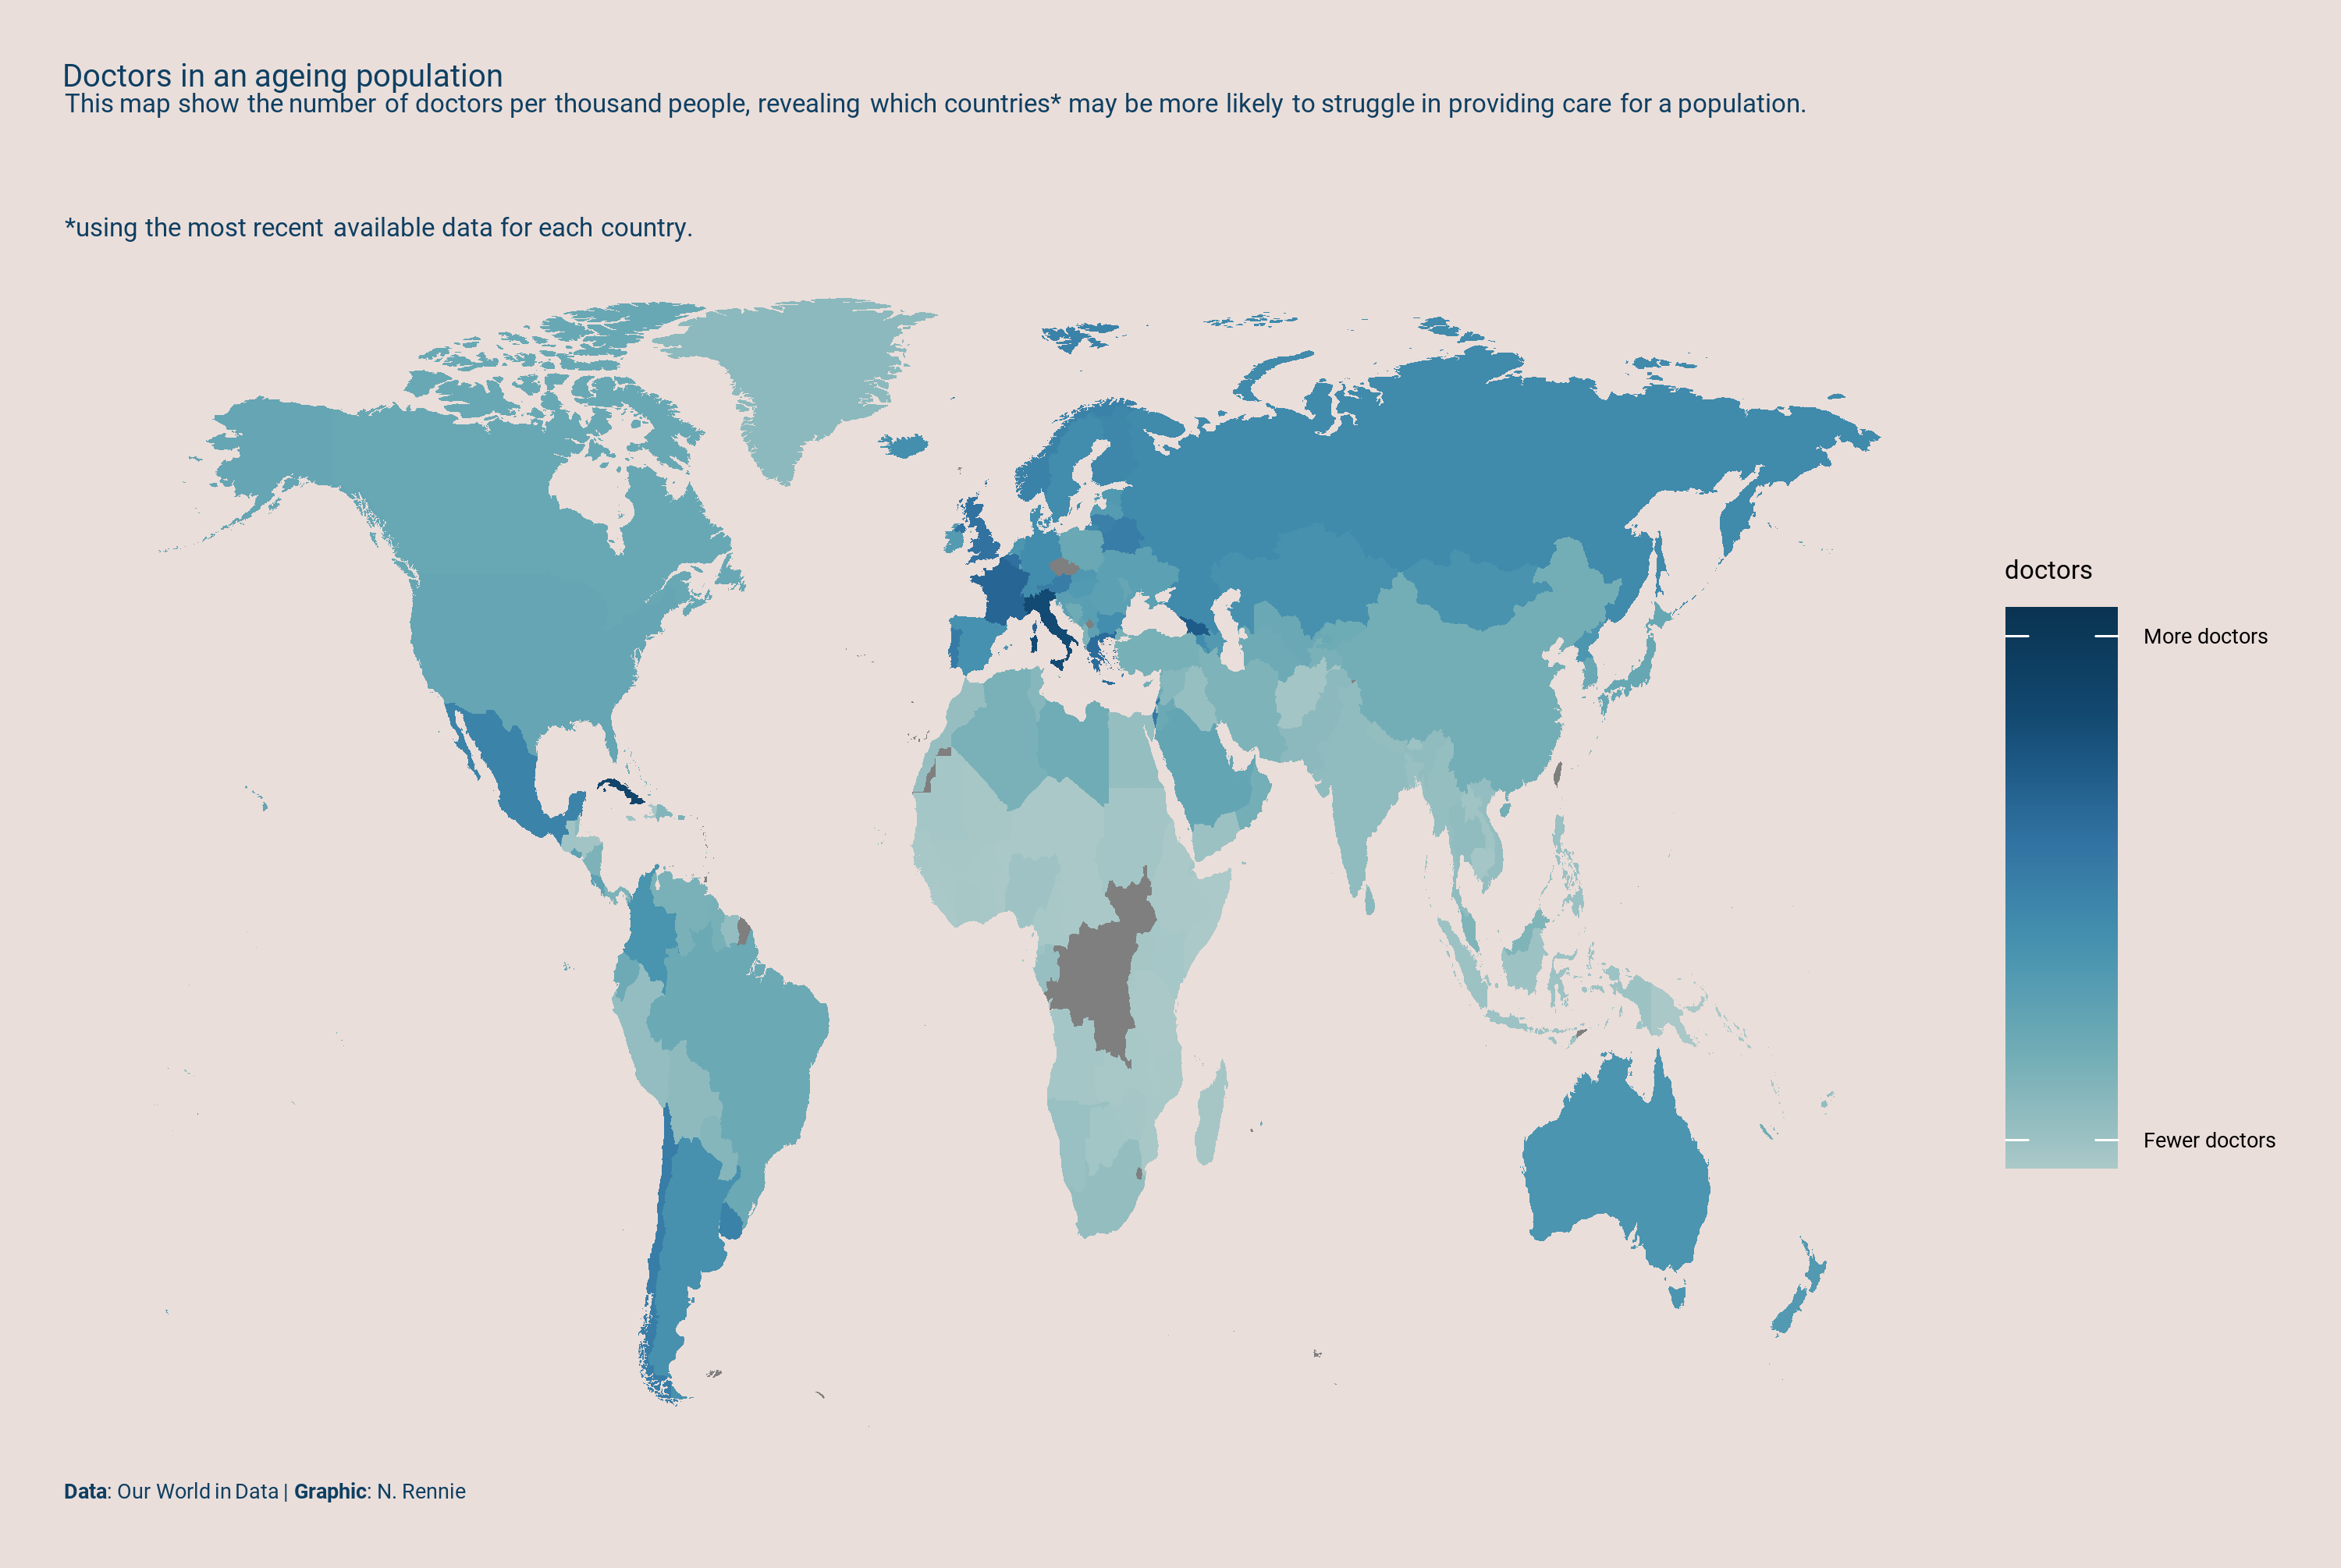 Doctors in an ageing population
This map show the number of doctors per thousand people, revealing which countries* may be more likely to struggle in providing care for a population.
*using the most recent available data for each country.
doctors
More doctors
Fewer doctors
Data: Our World in Data | Graphic: N. Rennie